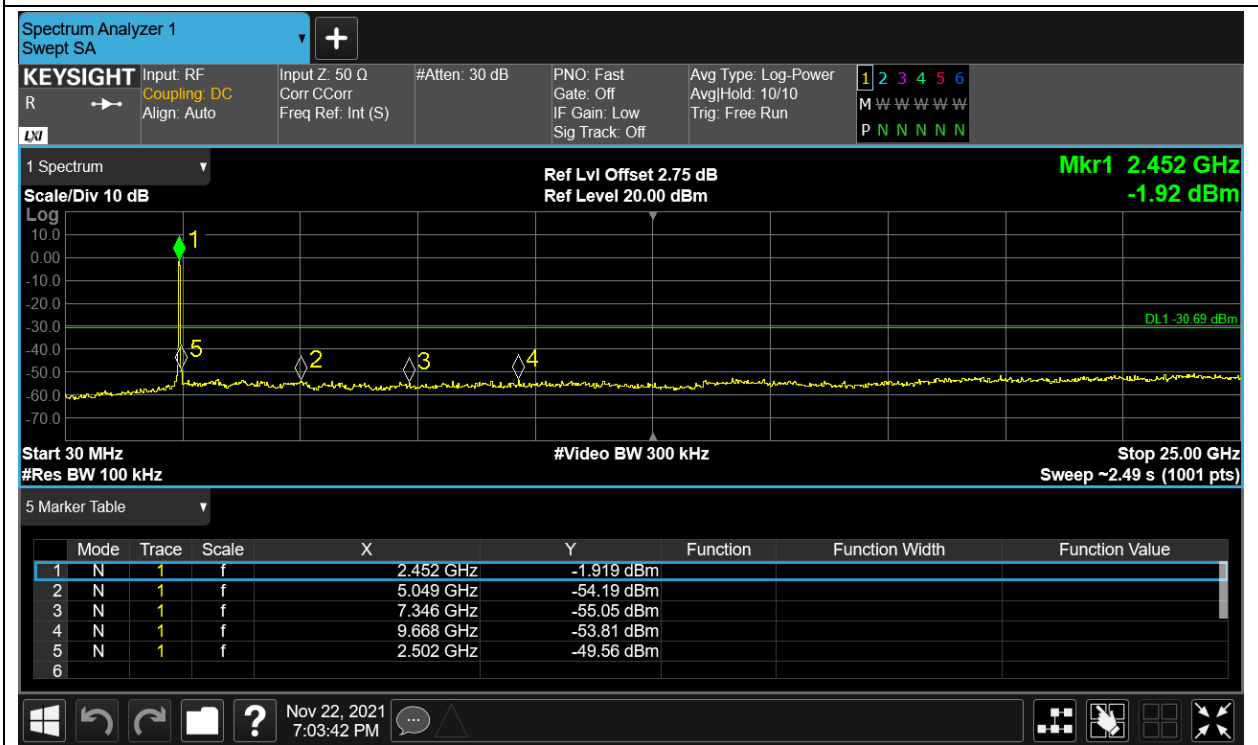 Spectrum Analyzer 1
Swept SA
KEYSIGHT Input: RF Input Z: 50 Ω #Atten: 30 dB PNO: Fast Avg Type: Log-Power 1 2 3 4 5 6
R Coupling: DC Corr CCorr Gate: Off Avg|Hold: 10/10 M W W W W W
Align: Auto Freq Ref: Int (S) IF Gain: Low Trig: Free Run
LXI Sig Track: Off P N N N N N
1 Spectrum Ref Lvl Offset 2.75 dB Mkr1 2.452 GHz
Scale/Div 10 dB Ref Level 20.00 dBm -1.92 dBm
Log
10.0 1
0.00
-10.0
-20.0
-30.0 DL1 -30.69 dBm
-40.0 5 2 3 4
-50.0
-60.0
-70.0
Start 30 MHz #Video BW 300 kHz Stop 25.00 GHz
#Res BW 100 kHz Sweep ~2.49 s (1001 pts)
5 Marker Table
Mode Trace Scale X Y Function Function Width Function Value
1 N 1 f 2.452 GHz -1.919 dBm
2 N 1 f 5.049 GHz -54.19 dBm
3 N 1 f 7.346 GHz -55.05 dBm
4 N 1 f 9.668 GHz -53.81 dBm
5 N 1 f 2.502 GHz -49.56 dBm
6
? Nov 22, 2021
7:03:42 PM